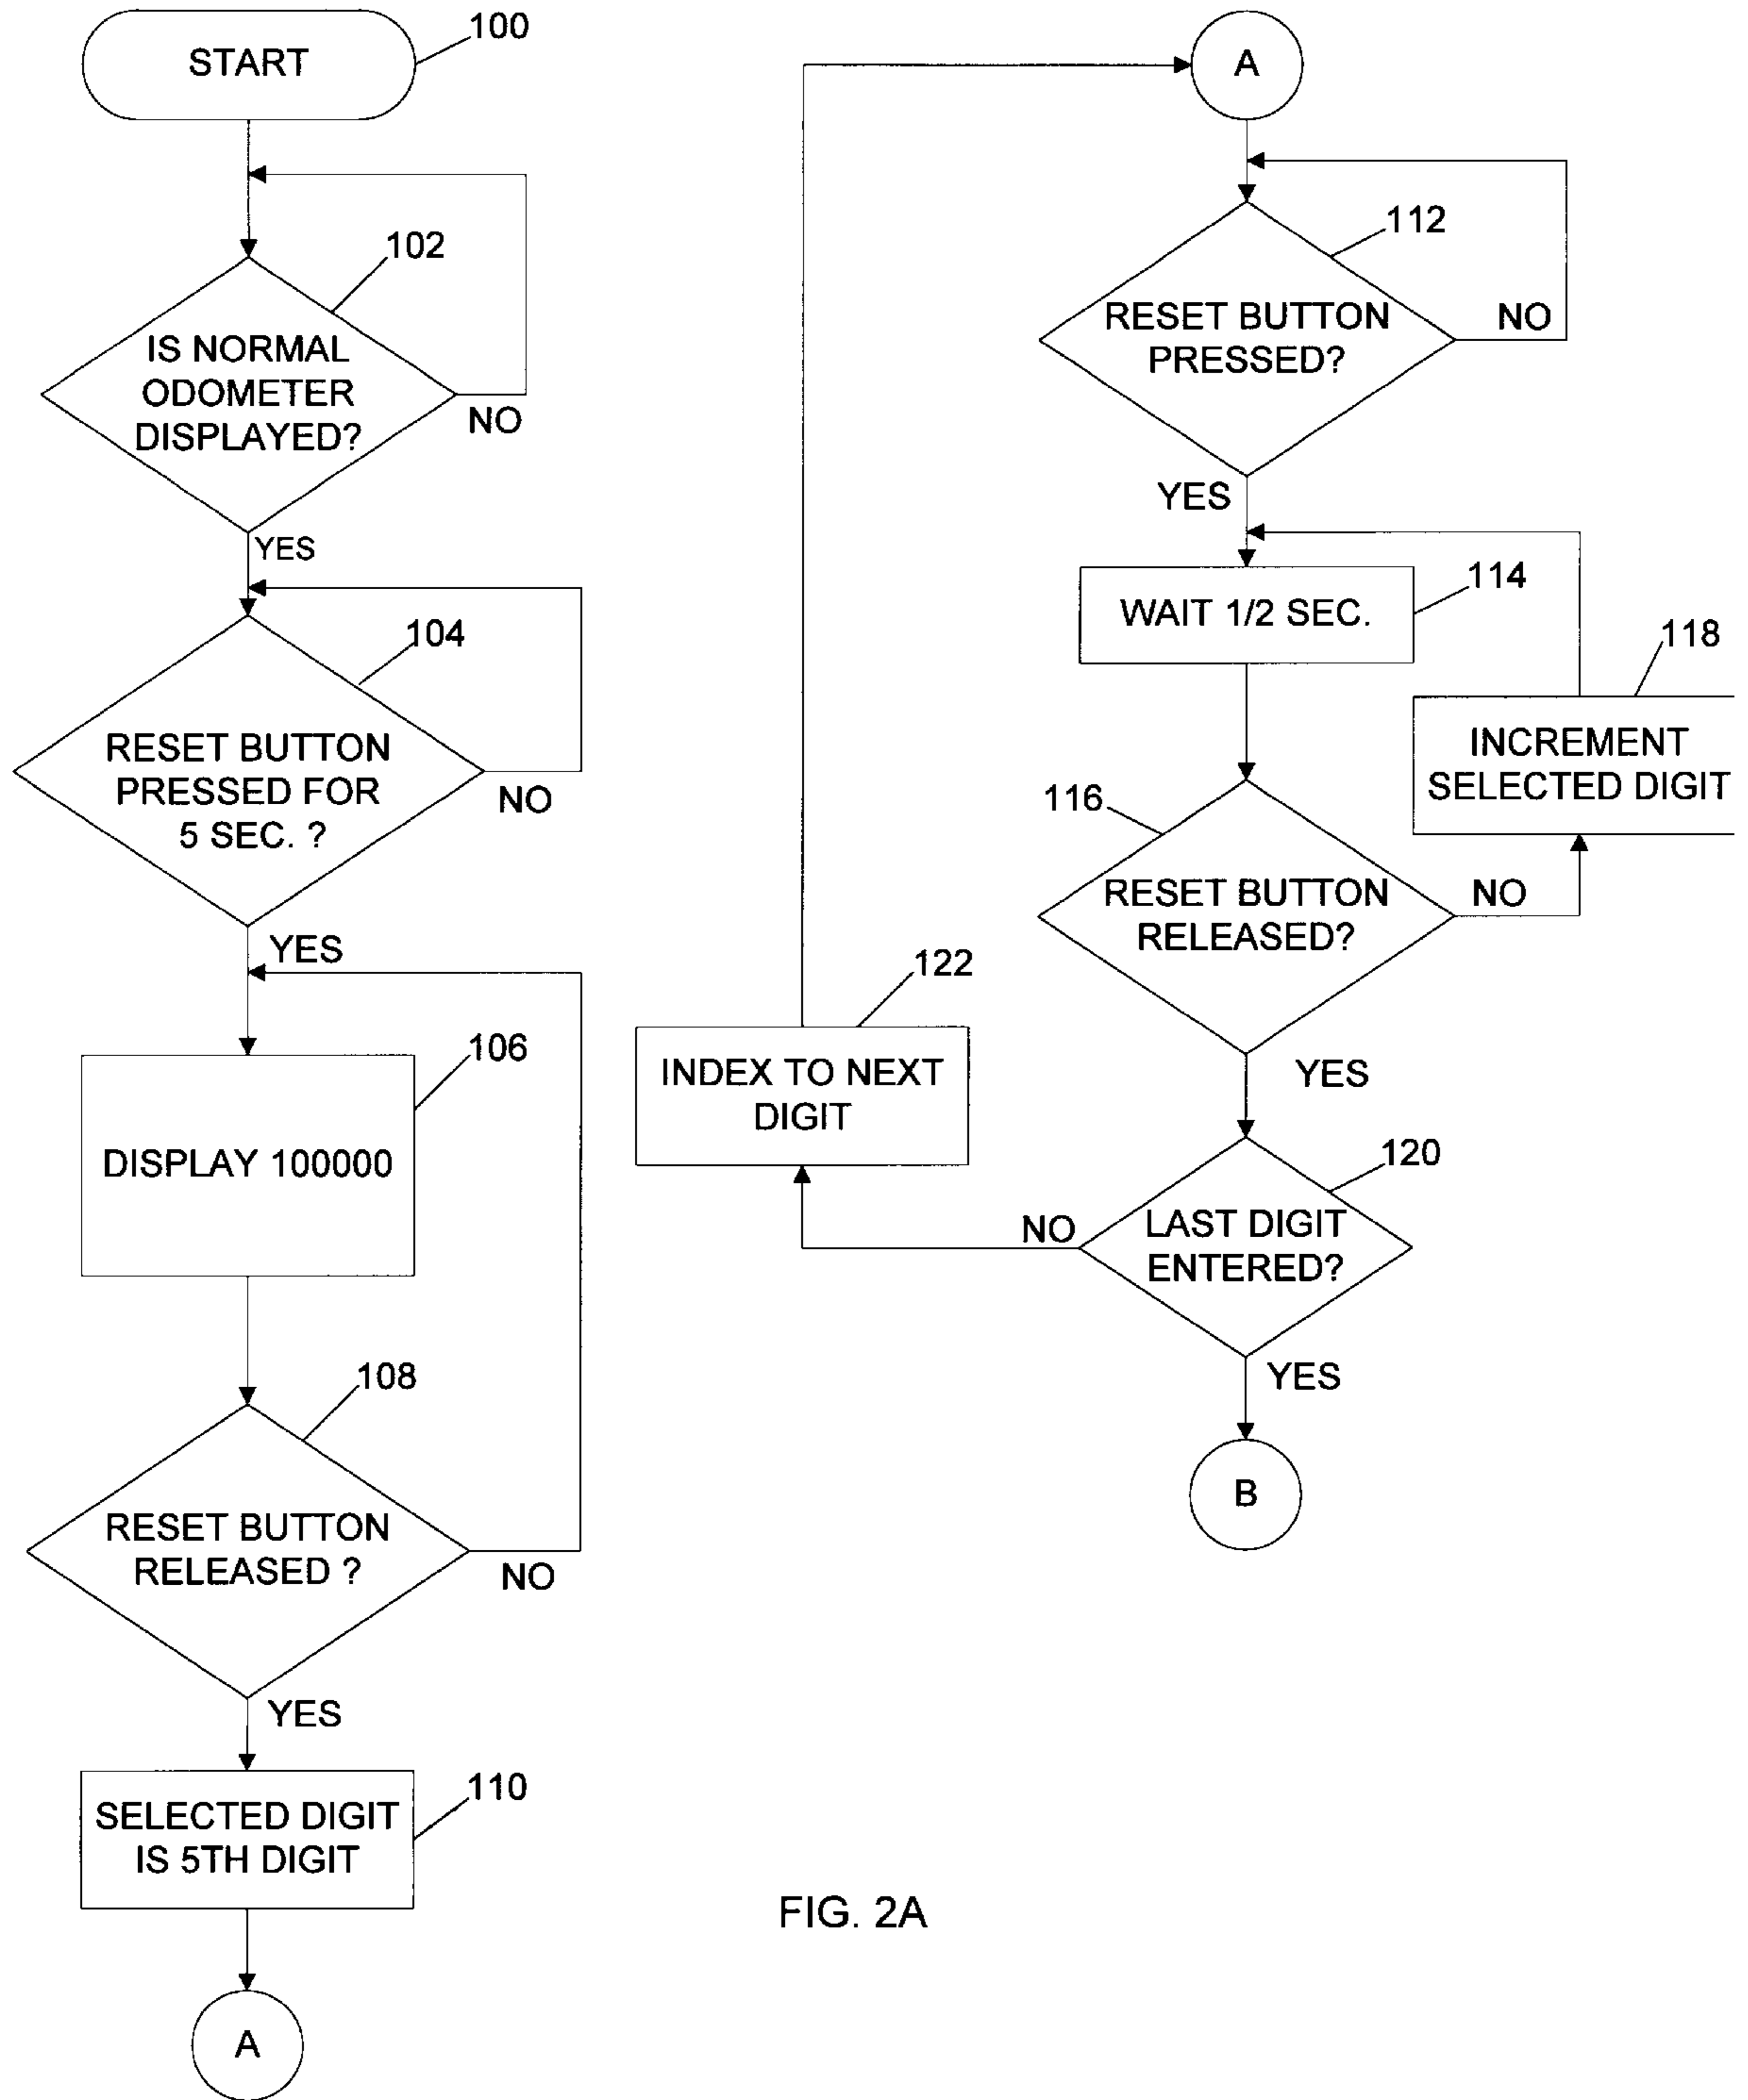 100
START
102
IS NORMAL
ODOMETER
DISPLAYED?
NO
YES
104
RESET BUTTON
PRESSED FOR
5 SEC. ?
NO
YES
106
DISPLAY 100000
108
RESET BUTTON
RELEASED ?
NO
YES
110
SELECTED DIGIT
IS 5TH DIGIT
A
A
112
RESET BUTTON
PRESSED?
NO
YES
114
WAIT 1/2 SEC.
118
INCREMENT
SELECTED DIGIT
116
RESET BUTTON
RELEASED?
NO
YES
122
INDEX TO NEXT
DIGIT
120
LAST DIGIT
ENTERED?
NO
YES
B
FIG. 2A